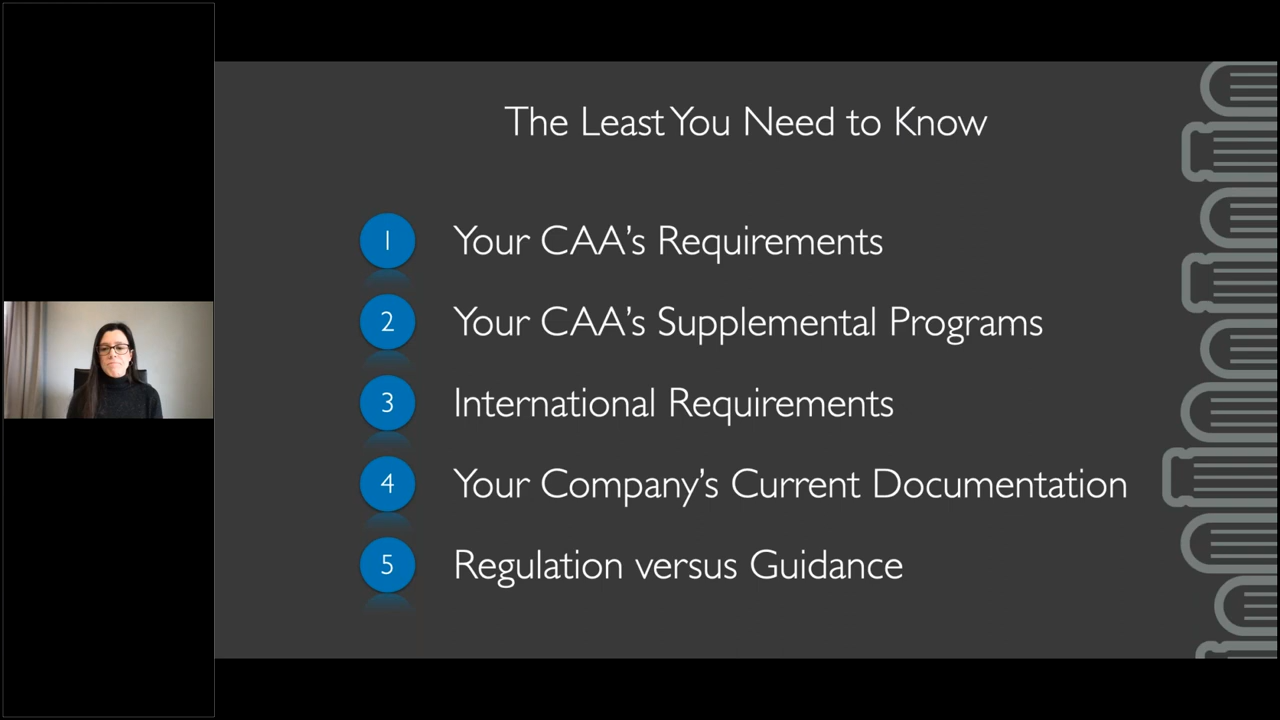 The Least You Need to Know
1 Your CAA’s Requirements
2 Your CAA’s Supplemental Programs
3 International Requirements
4 Your Company’s Current Documentation
5 Regulation versus Guidance